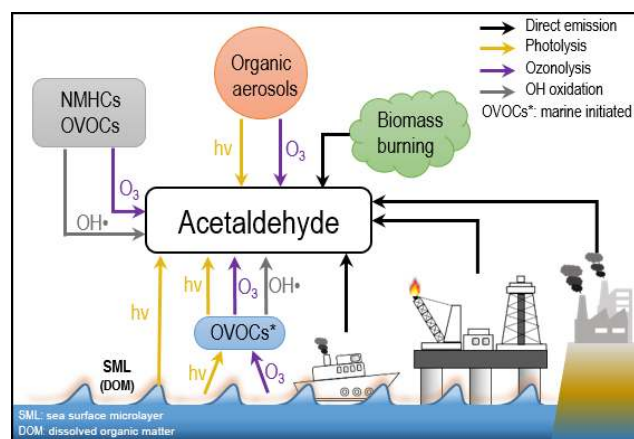 Direct emission
Photolysis
Ozonolysis
OH oxidation
OVOCs*: marine initiated
Organic
aerosols
NMHCs
OVOCs
Biomass
burning
hv
O₃
O₃
OH•
Acetaldehyde
hv
hv
O₃
OH•
OVOCs*
SML
(DOM)
hv
O₃
SML: sea surface microlayer
DOM: dissolved organic matter